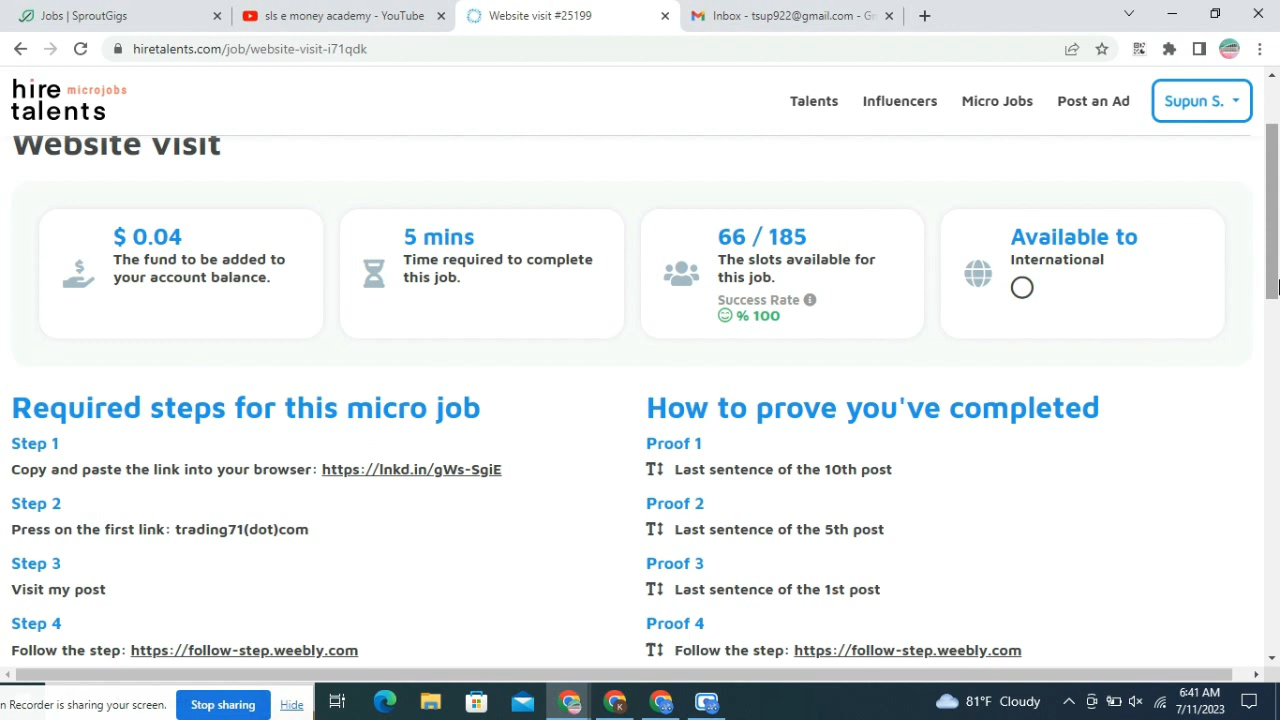 Jobs | SproutGigs
sls e money academy - YouTube
Website visit #25199
Inbox - tsup922@gmail.com - Gm
hiretalents.com/job/website-visit-i71qdk
hire microjobs
talents
Talents
Influencers
Micro Jobs
Post an Ad
Supun S.
Website visit
$ 0.04
The fund to be added to
your account balance.
5 mins
Time required to complete
this job.
66 / 185
The slots available for
this job.
Success Rate
% 100
Available to
International
Required steps for this micro job
Step 1
Copy and paste the link into your browser: https://lnkd.in/gWs-SgiE
Step 2
Press on the first link: trading71(dot)com
Step 3
Visit my post
Step 4
Follow the step: https://follow-step.weebly.com
How to prove you've completed
Proof 1
Last sentence of the 10th post
Proof 2
Last sentence of the 5th post
Proof 3
Last sentence of the 1st post
Proof 4
Follow the step: https://follow-step.weebly.com
n Recorder is sharing your screen.
Stop sharing
Hide
81°F Cloudy
6:41 AM
7/11/2023